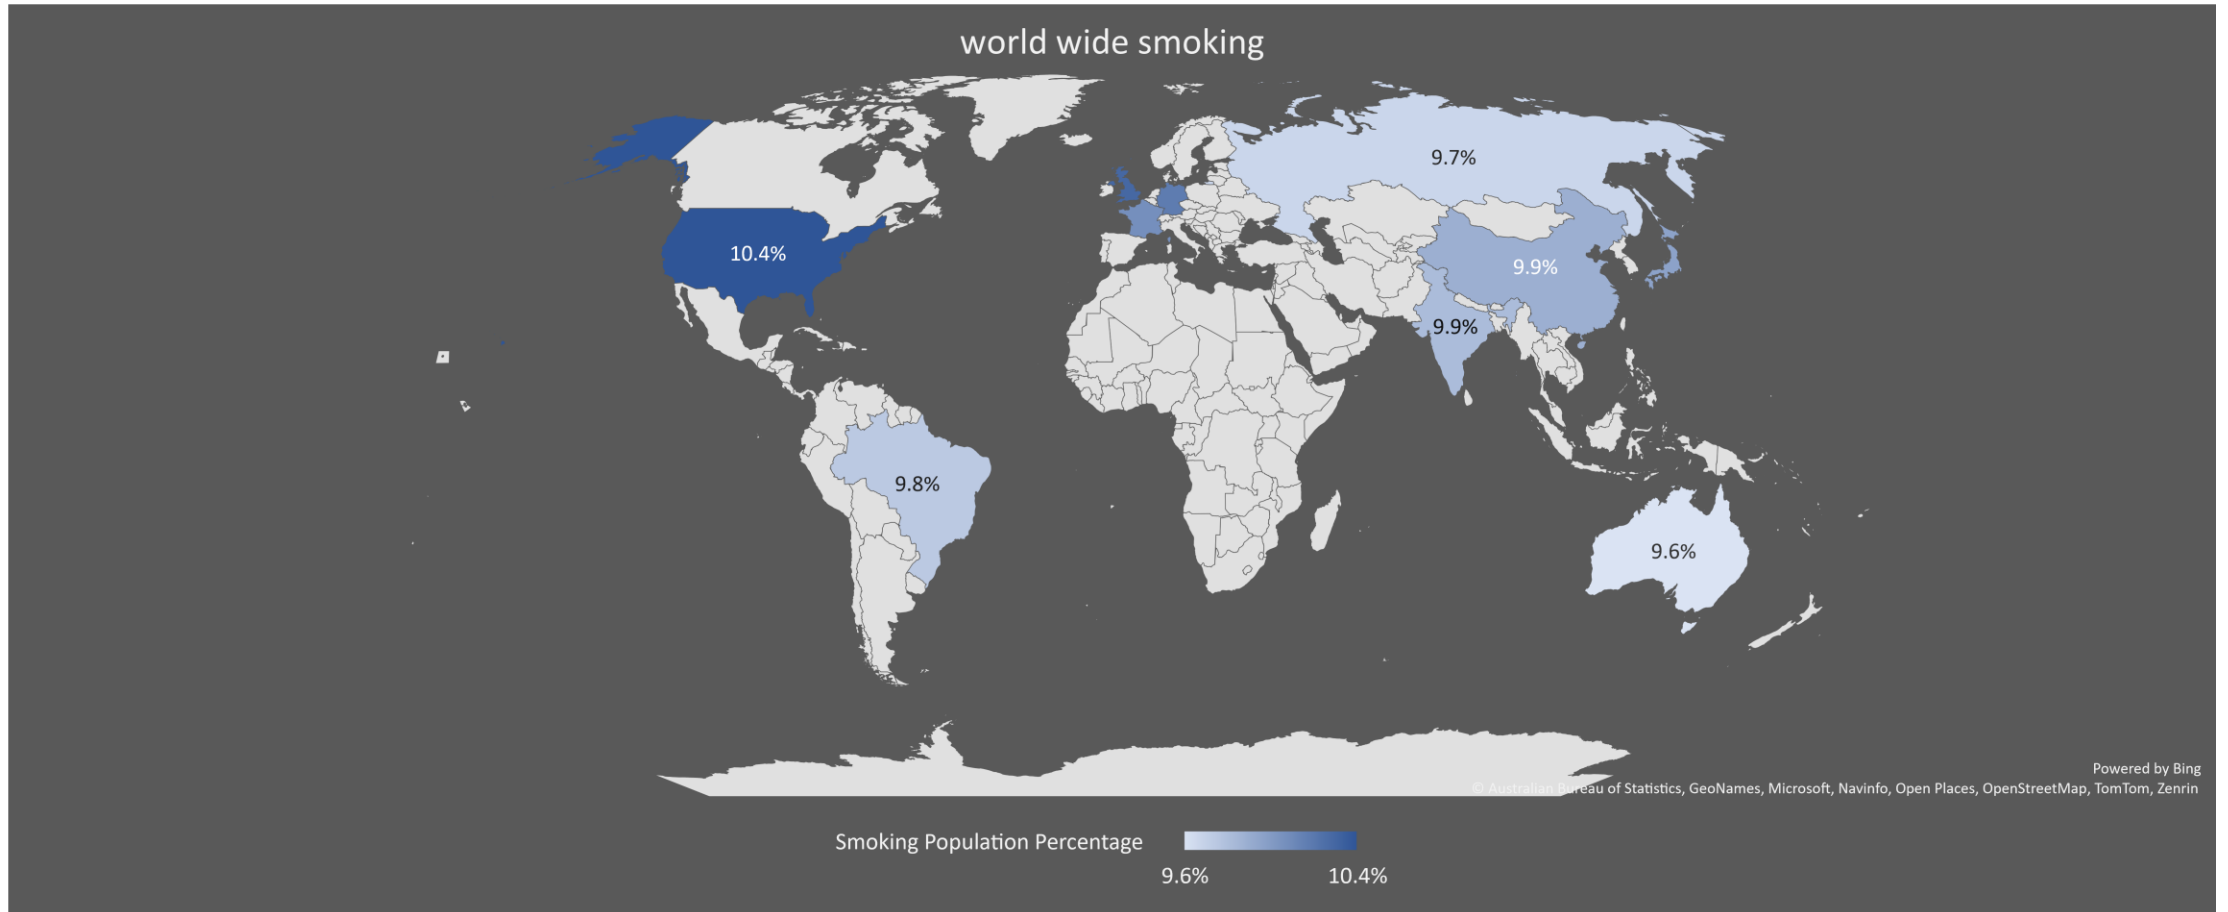 world wide smoking
9.7%
10.4%
9.9%
9.9%
9.8%
9.6%
Powered by Bing
© Australian Bureau of Statistics, GeoNames, Microsoft, Navinfo, Open Places, OpenStreetMap, TomTom, Zenrin
Smoking Population Percentage
9.6% 10.4%